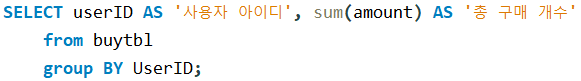 SELECT userID AS '사용자 아이디', sum(amount) AS '총 구매 개수'
from buytbl
group BY UserID;